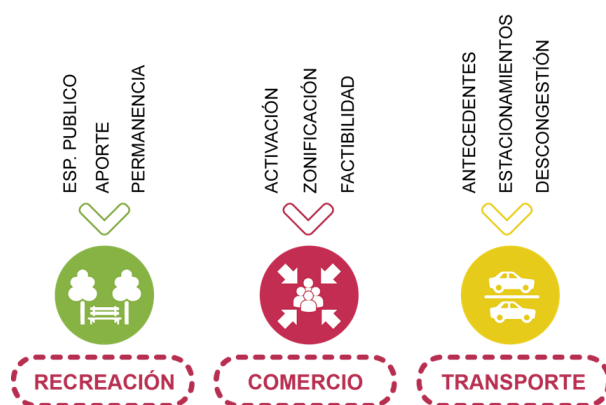 ESP. PUBLICO
APORTE
PERMANENCIA
RECREACIÓN
ACTIVACIÓN
ZONIFICACIÓN
FACTIBILIDAD
COMERCIO
ANTECEDENTES
ESTACIONAMIENTOS
DESCONGESTIÓN
TRANSPORTE